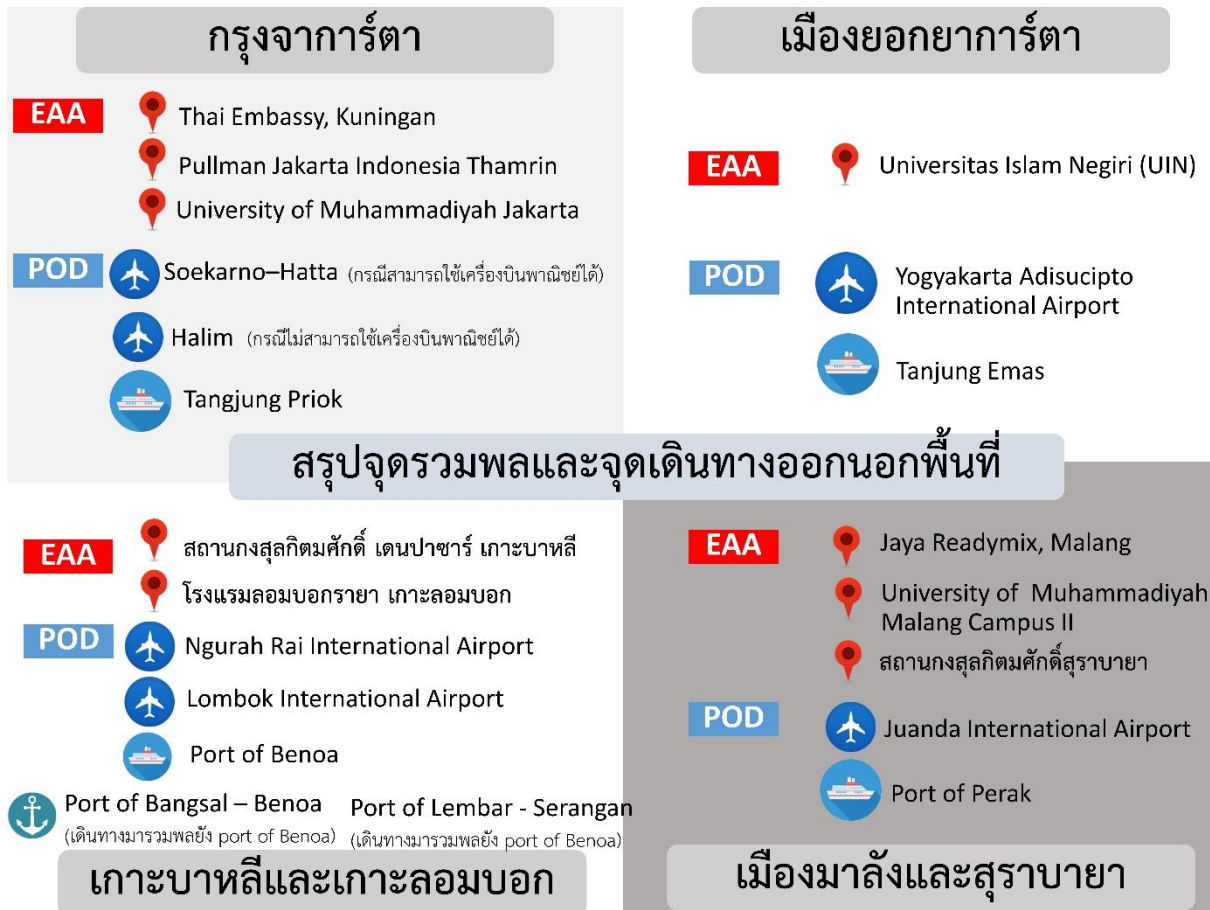 กรุงจาการ์ตา
EAA
Thai Embassy, Kuningan
Pullman Jakarta Indonesia Thamrin
University of Muhammadiyah Jakarta
POD
Soekarno–Hatta (กรณีสามารถใช้เครื่องบินพาณิชย์ได้)
Halim (กรณีไม่สามารถใช้เครื่องบินพาณิชย์ได้)
Tangjung Priok
เมืองยอกยาการ์ตา
EAA
Universitas Islam Negiri (UIN)
POD
Yogyakarta Adisucipto
International Airport
Tanjung Emas
สรุปจุดรวมพลและจุดเดินทางออกนอกพื้นที่
EAA
สถานกงสุลกิตมศักดิ์ เดนปาซาร์ เกาะบาหลี
โรงแรมลอมบอกรายา เกาะลอมบอก
POD
Ngurah Rai International Airport
Lombok International Airport
Port of Benoa
Port of Bangsal – Benoa
(เดินทางมารวมพลยัง port of Benoa)
Port of Lembar - Serangan
(เดินทางมารวมพลยัง port of Benoa)
เกาะบาหลีและเกาะลอมบอก
EAA
Jaya Readymix, Malang
University of Muhammadiyah
Malang Campus II
สถานกงสุลกิตมศักดิ์สุราบายา
POD
Juanda International Airport
Port of Perak
เมืองมาลังและสุราบายา